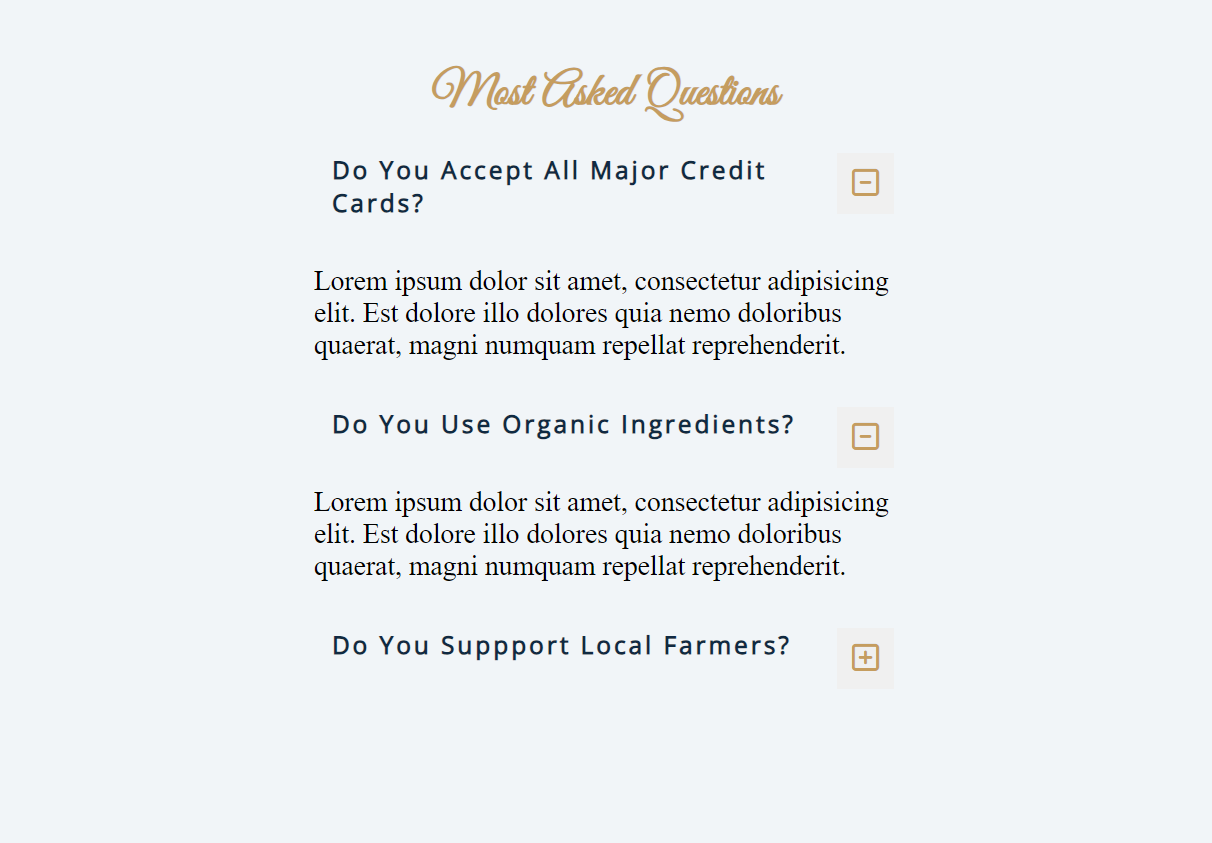 Most Asked Questions
Do You Accept All Major Credit
Cards?
Lorem ipsum dolor sit amet, consectetur adipisicing
elit. Est dolore illo dolores quia nemo doloribus
quaerat, magni numquam repellat reprehenderit.
Do You Use Organic Ingredients?
Lorem ipsum dolor sit amet, consectetur adipisicing
elit. Est dolore illo dolores quia nemo doloribus
quaerat, magni numquam repellat reprehenderit.
Do You Suppport Local Farmers?